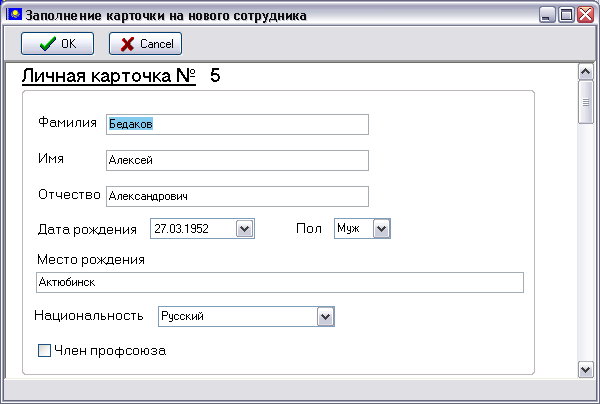 Заполнение карточки на нового сотрудника
OK Cancel
Личная карточка № 5
Фамилия Бедаков
Имя Алексей
Отчество Александрович
Дата рождения 27.03.1952 Пол Муж
Место рождения
Актюбинск
Национальность Русский
Член профсоюза